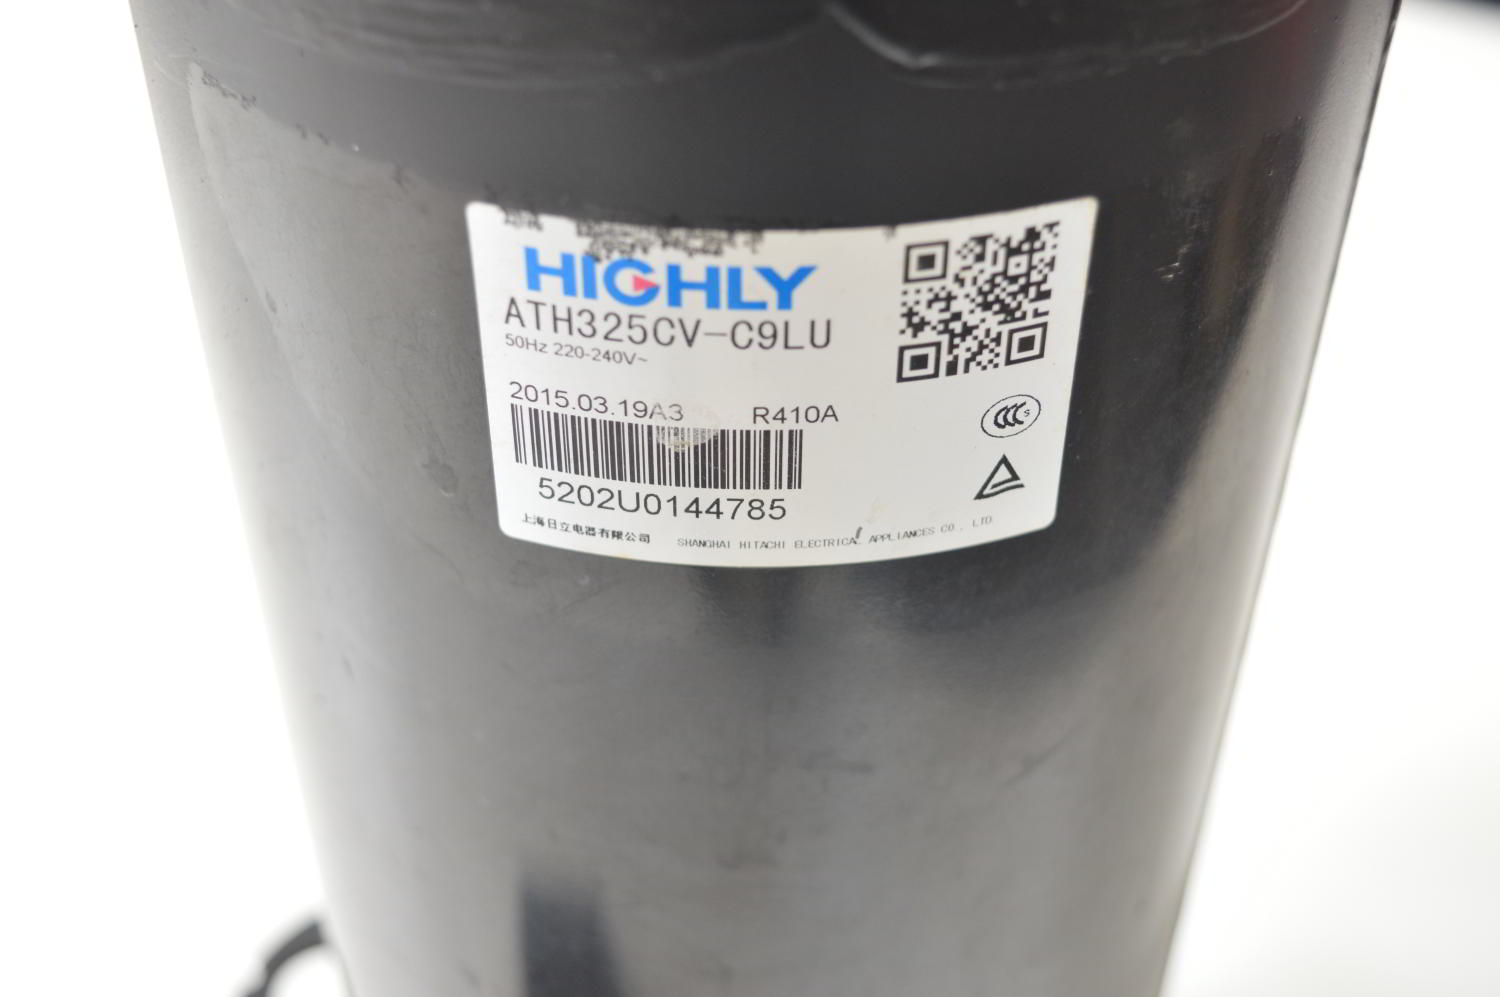 HIGHLY
ATH325CV-C9LU
50Hz 220-240V~
2015.03.19A3 R410A
CCC S
5202U0144785
上海日立电器有限公司 SHANGHAI HITACHI ELECTRICAL APPLIANCES CO., LTD.